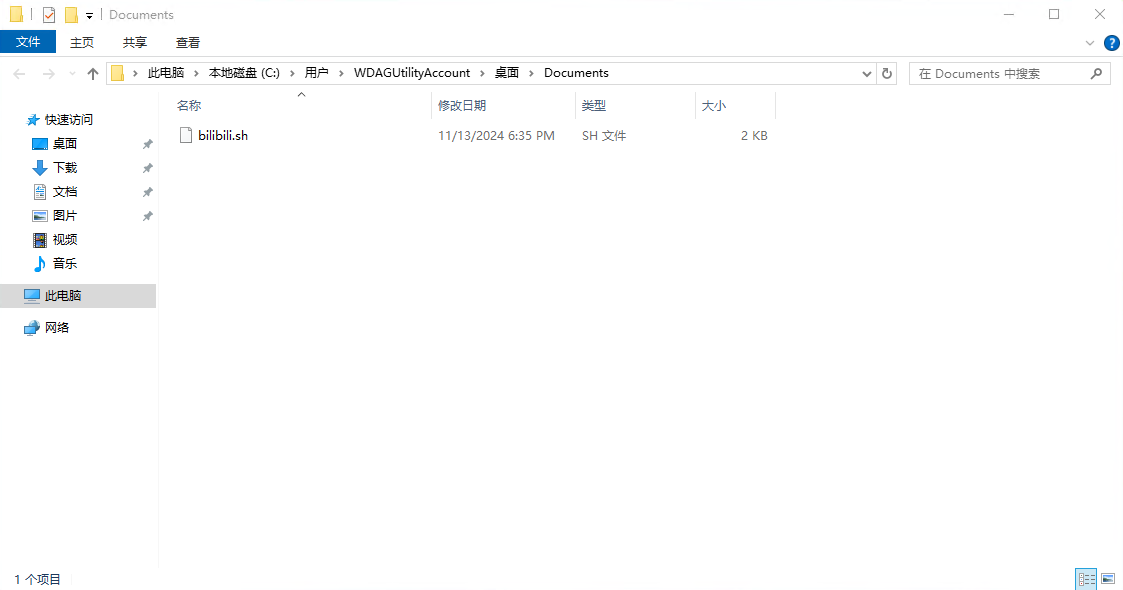 Documents
文件 主页 共享 查看
此电脑 本地磁盘 (C:) 用户 WDAGUtilityAccount 桌面 Documents 在 Documents 中搜索
名称 修改日期 类型 大小
快速访问
bilibili.sh 11/13/2024 6:35 PM SH 文件 2 KB
桌面
下载
文档
图片
视频
音乐
此电脑
网络
1 个项目